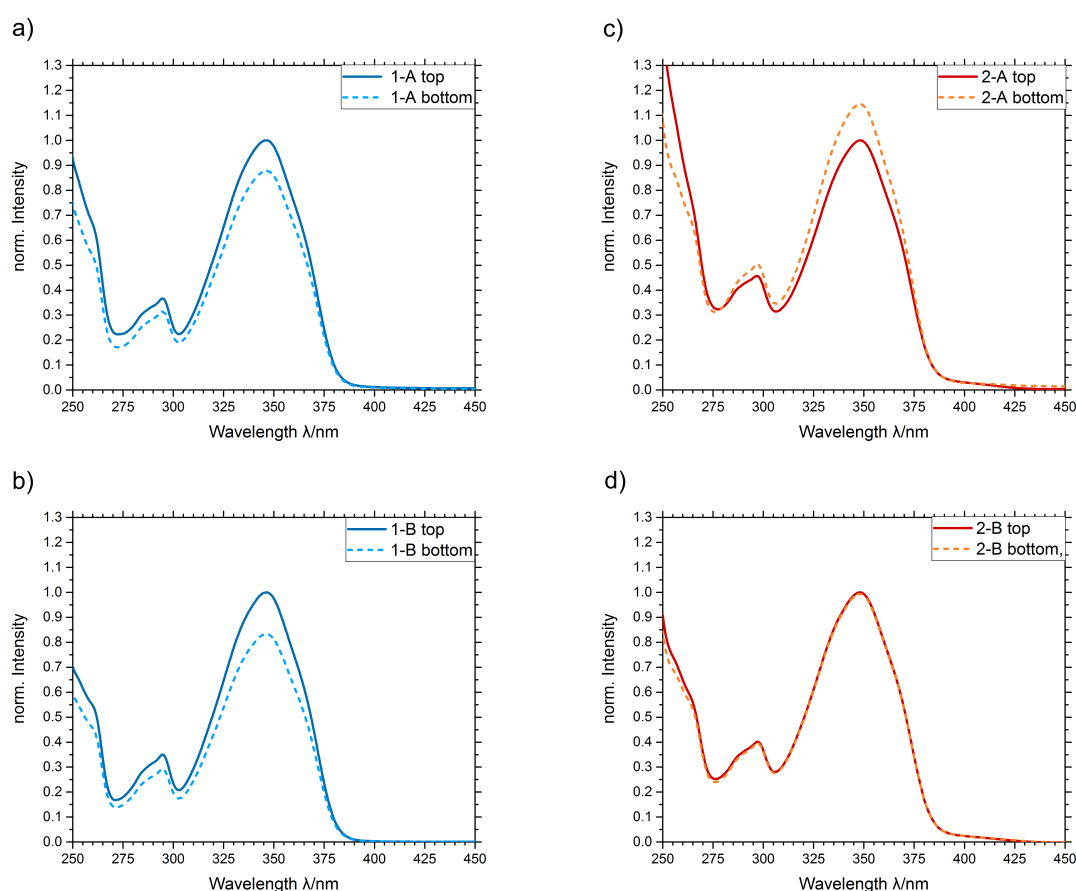 a)
1.3
1.2
1.1
1.0
0.9
0.8
0.7
0.6
0.5
0.4
0.3
0.2
0.1
0.0
norm. Intensity
1-A top
1-A bottom
250 275 300 325 350 375 400 425 450
Wavelength λ/nm
c)
1.3
1.2
1.1
1.0
0.9
0.8
0.7
0.6
0.5
0.4
0.3
0.2
0.1
0.0
norm. Intensity
2-A top
2-A bottom
250 275 300 325 350 375 400 425 450
Wavelength λ/nm
b)
1.3
1.2
1.1
1.0
0.9
0.8
0.7
0.6
0.5
0.4
0.3
0.2
0.1
0.0
norm. Intensity
1-B top
1-B bottom
250 275 300 325 350 375 400 425 450
Wavelength λ/nm
d)
1.3
1.2
1.1
1.0
0.9
0.8
0.7
0.6
0.5
0.4
0.3
0.2
0.1
0.0
norm. Intensity
2-B top
2-B bottom,
250 275 300 325 350 375 400 425 450
Wavelength λ/nm